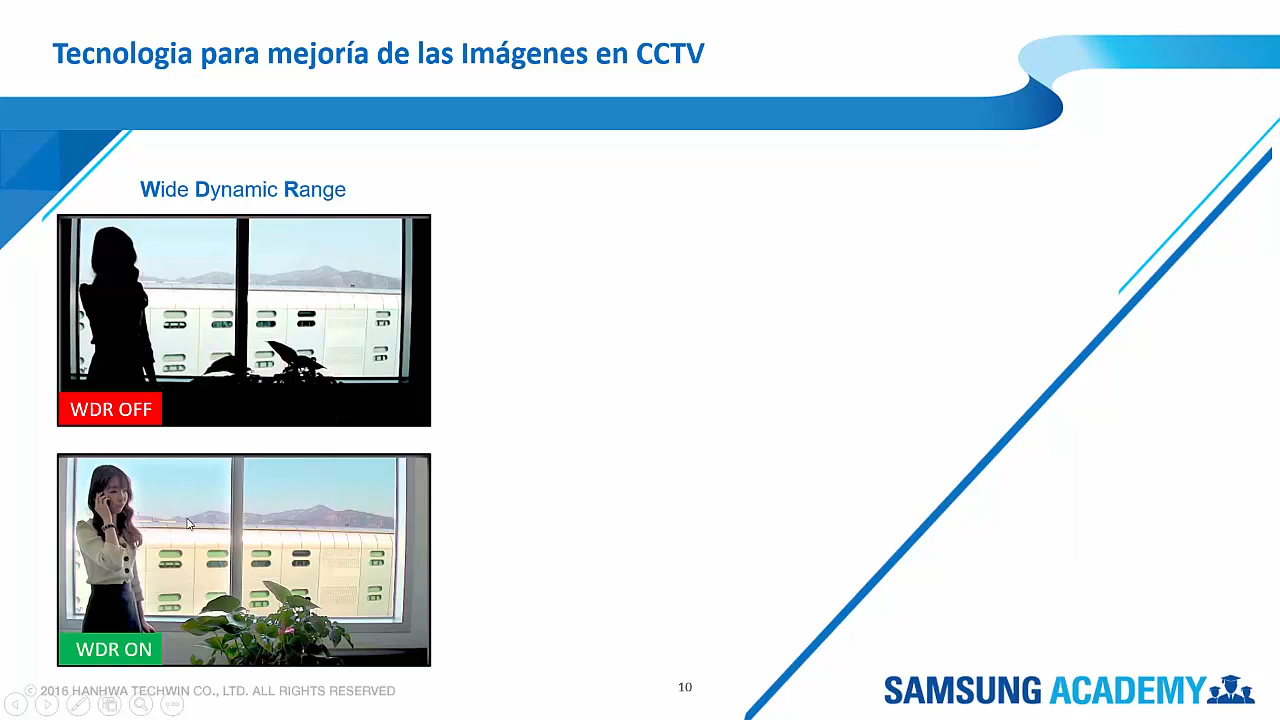 Tecnologia para mejoría de las Imágenes en CCTV
Wide Dynamic Range
WDR OFF
WDR ON
© 2016 HANHWA TECHWIN CO., LTD. ALL RIGHTS RESERVED
10
SAMSUNG ACADEMY